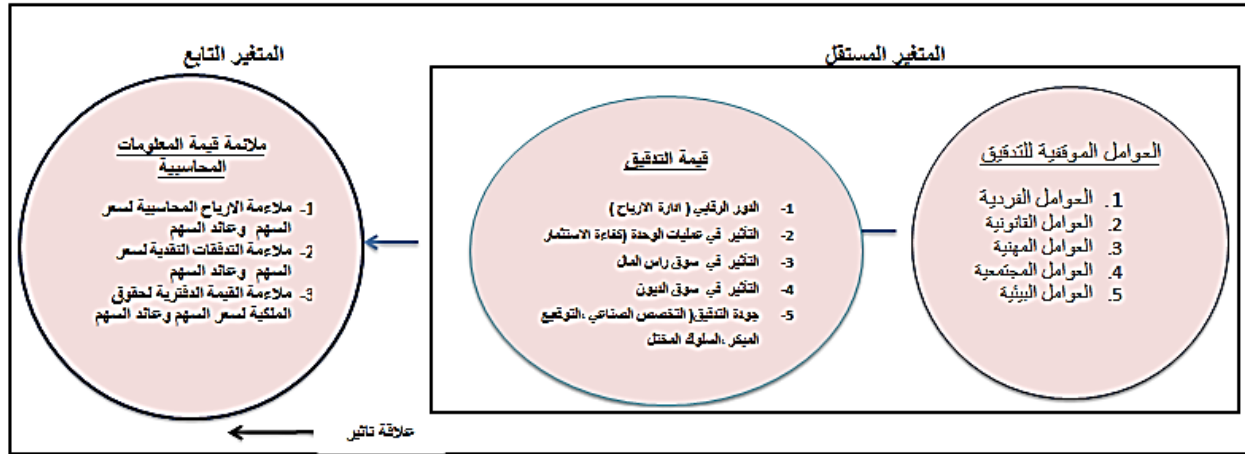 المتغير المستقل
المتغير التابع
العوامل الموقفية للتدقيق
1. العوامل الفردية
2. العوامل القانونية
3. العوامل المهنية
4. العوامل المجتمعية
5. العوامل البيئية
قيمة التدقيق
1- الدور الرقابي ( ادارة الارباح )
2- التأثير في عمليات الوحدة (كفاءة الاستثمار
3- التأثير في سوق راس المال
4- التأثير في سوق الديون
5- جودة التدقيق( التخصص الصناعي ،التوقيع
المبكر ،السلوك المختل
ملائمة قيمة المعلومات
المحاسبية
1- ملاءمة الارباح المحاسبية لسعر
السهم وعائد السهم
2- ملاءمة التدفقات النقدية لسعر
السهم وعائد السهم
3- ملاءمة القيمة الدفترية لحقوق
الملكية لسعر السهم وعائد السهم
علاقة تاثير